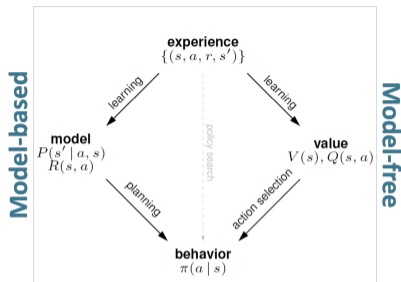 experience
{(s, a, r, s′)}
learning
learning
Model-based
Model-free
policy search
model
P(s′ | a, s)
R(s, a)
value
V(s), Q(s, a)
planning
action selection
behavior
π(a | s)